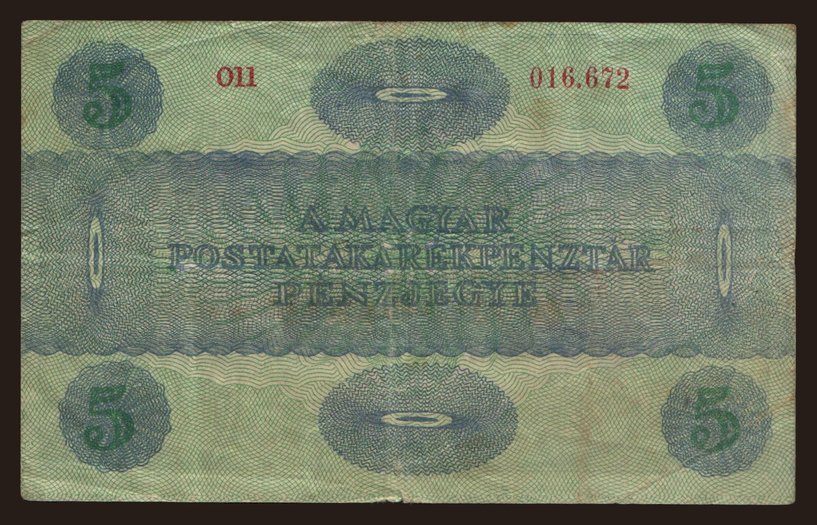 5 011 016.672 5
A MAGYAR
POSTATAKARÉKPÉNZTÁR
PÉNZJEGYE
5 5